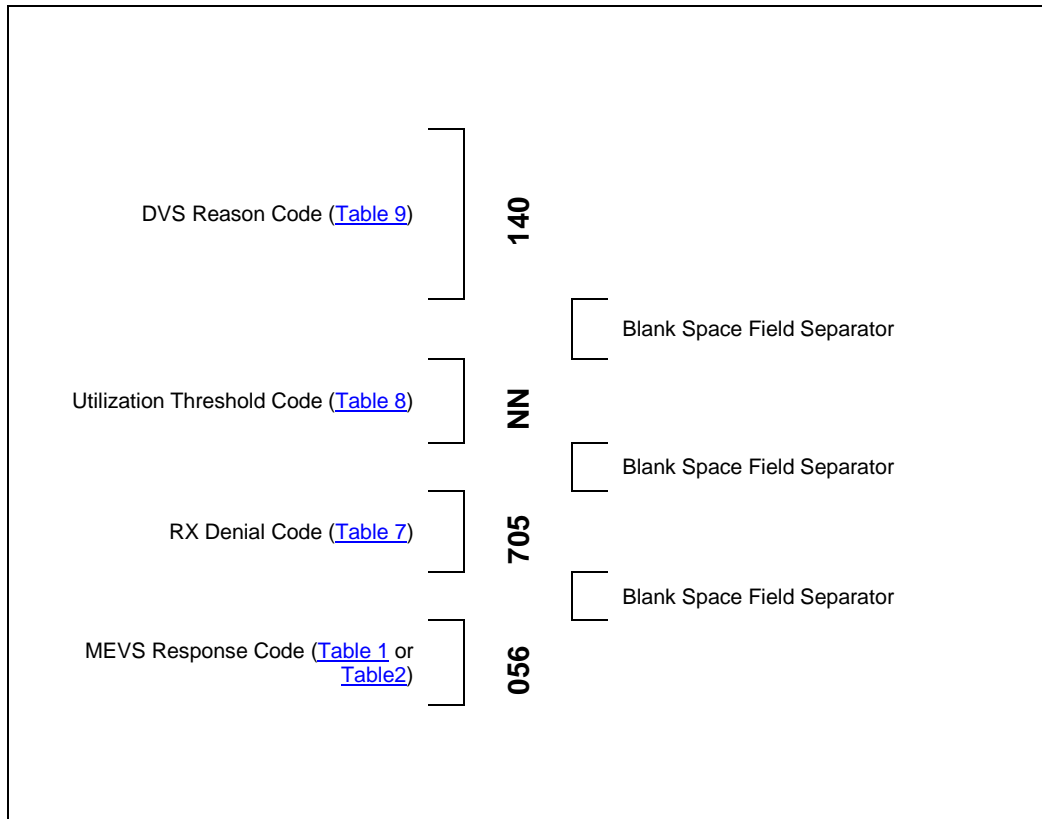 DVS Reason Code (Table 9)
140
Blank Space Field Separator
Utilization Threshold Code (Table 8)
NN
Blank Space Field Separator
RX Denial Code (Table 7)
705
Blank Space Field Separator
MEVS Response Code (Table 1 or
Table2)
056